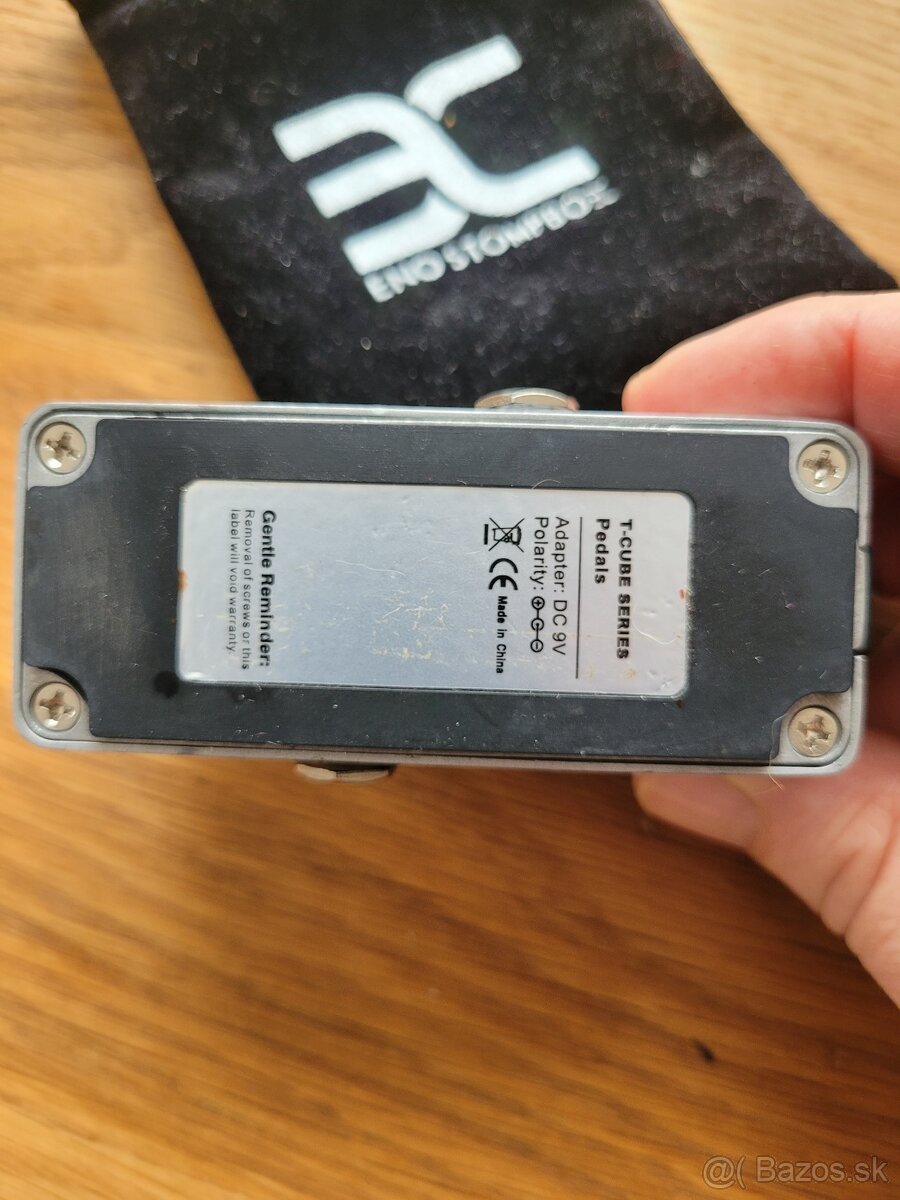 ENO STOMPBOX
T-CUBE SERIES
Pedals
Adapter: DC 9V
Polarity:
CE Made in China
Gentle Reminder:
Removal of screws or this
label will void warranty.
@( Bazos.sk